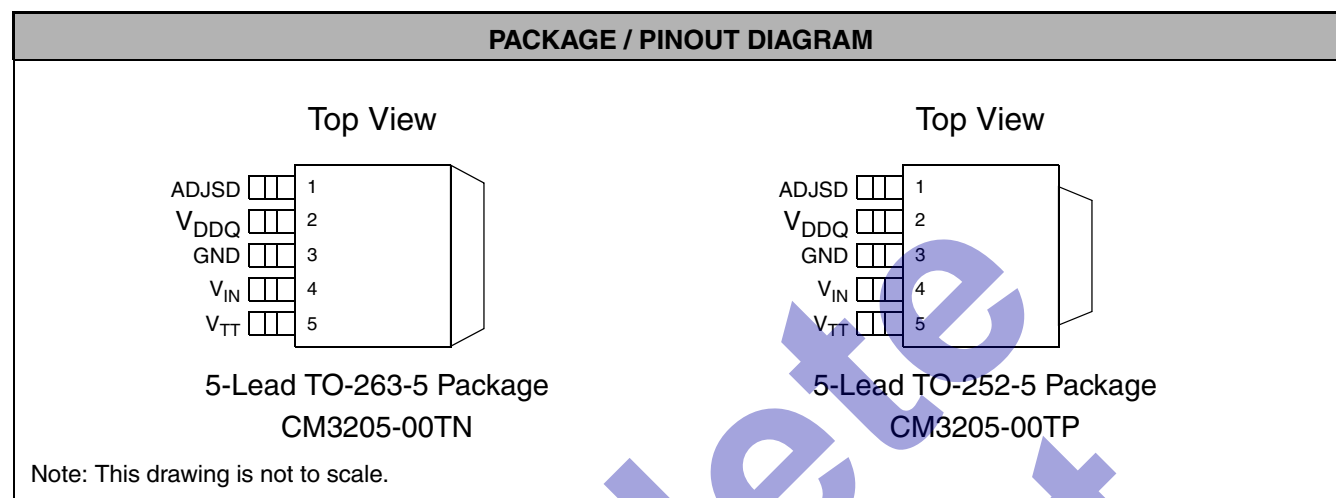 PACKAGE / PINOUT DIAGRAM
Top View
ADJSD 1
VDDQ 2
GND 3
VIN 4
VTT 5
5-Lead TO-263-5 Package
CM3205-00TN
Top View
ADJSD 1
VDDQ 2
GND 3
VIN 4
VTT 5
5-Lead TO-252-5 Package
CM3205-00TP
Note: This drawing is not to scale.